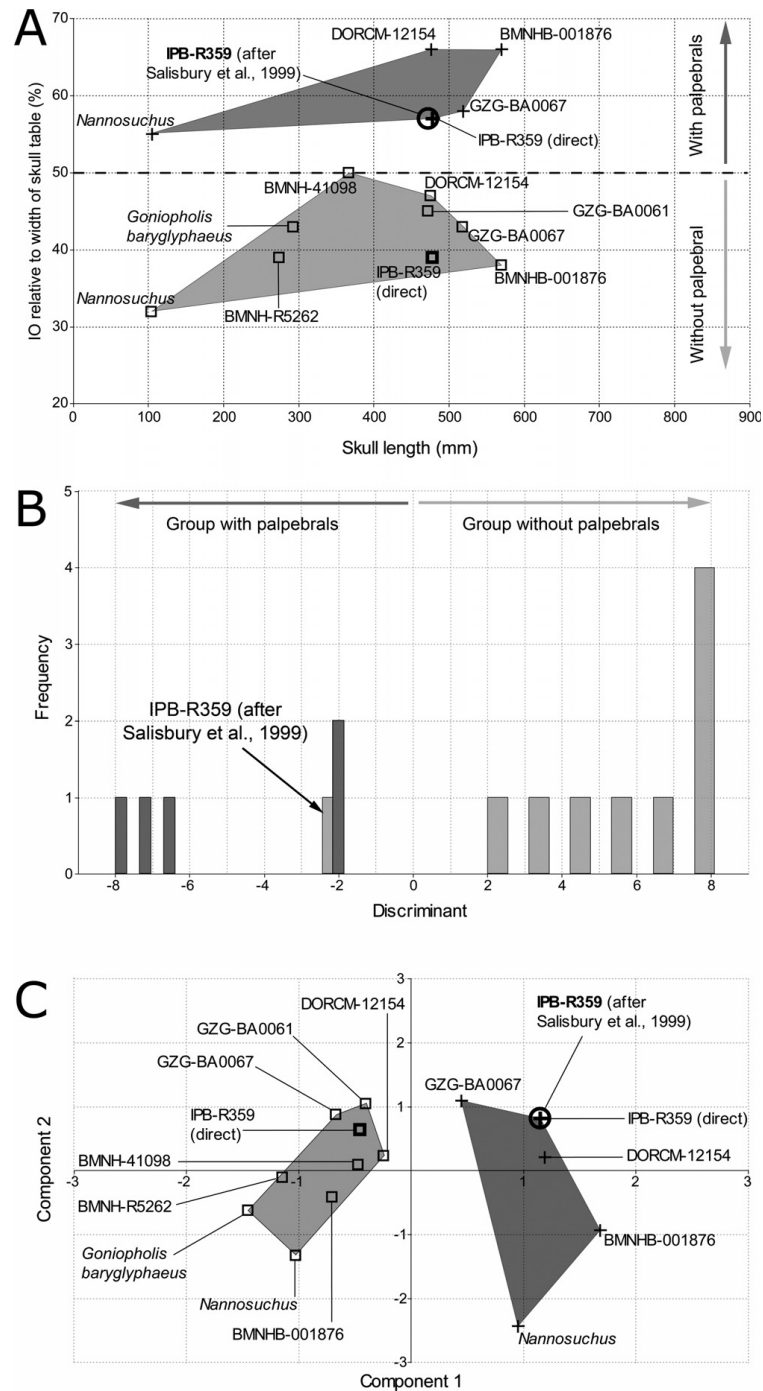 A
70
60
50
40
30
20
0
100
200
300
400
500
600
700
800
900
IO relative to width of skull table (%)
Skull length (mm)
DORCM-12154
BMNHB-001876
IPB-R359 (after
Salisbury et al., 1999)
Nannosuchus
GZG-BA0067
IPB-R359 (direct)
With palpebrals
BMNH-41098
DORCM-12154
Goniopholis
baryglyphaeus
GZG-BA0061
GZG-BA0067
IPB-R359
(direct)
BMNHB-001876
Nannosuchus
BMNH-R5262
Without palpebral
B
5
4
3
2
1
0
-8
-6
-4
-2
0
2
4
6
8
Frequency
Discriminant
Group with palpebrals
Group without palpebrals
IPB-R359 (after
Salisbury et al., 1999)
C
3
2
1
-1
-2
-3
-3
-2
-1
1
2
3
Component 2
Component 1
DORCM-12154
GZG-BA0061
GZG-BA0067
IPB-R359
(direct)
BMNH-41098
BMNH-R5262
Goniopholis
baryglyphaeus
Nannosuchus
BMNHB-001876
IPB-R359 (after
Salisbury et al., 1999)
GZG-BA0067
IPB-R359 (direct)
DORCM-12154
BMNHB-001876
Nannosuchus